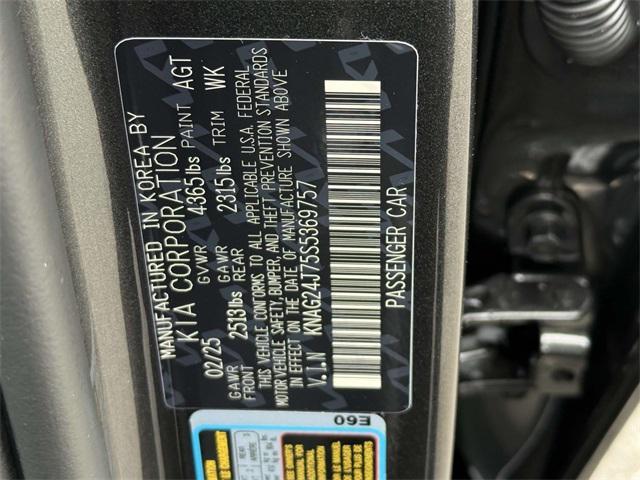 MANUFACTURED IN KOREA BY
KIA CORPORATION
02/25 GVWR 4365lbs PAINT AGT
GAWR FRONT 2513lbs GAWR REAR 2315lbs TRIM WK
THIS VEHICLE CONFORMS TO ALL APPLICABLE U.S.A. FEDERAL
MOTOR VEHICLE SAFETY, BUMPER, AND THEFT PREVENTION STANDARDS
IN EFFECT ON THE DATE OF MANUFACTURE SHOWN ABOVE
V.I.N KNAG24J75S5369757
PASSENGER CAR
E60